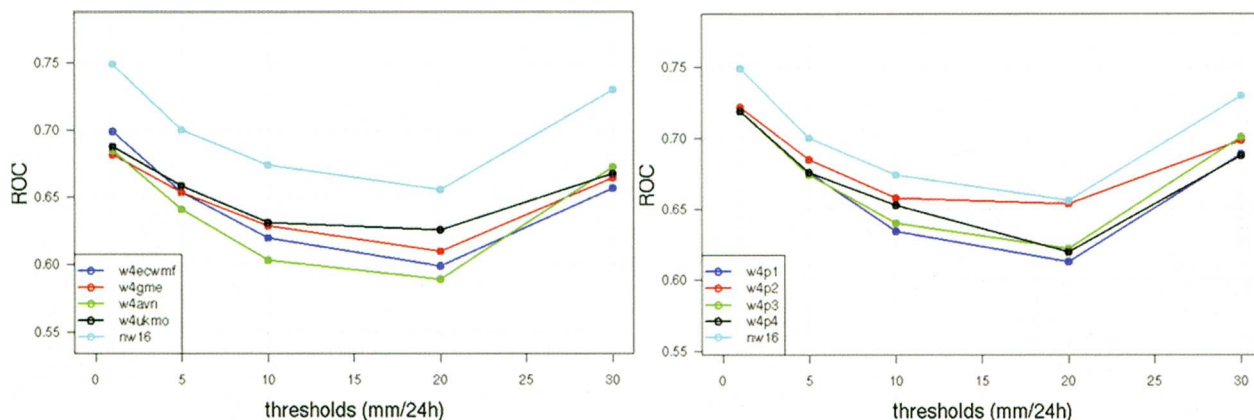 ROC
0.75
0.70
0.65
0.60
0.55
w4ecwmf
w4gme
w4avn
w4ukmo
nw16
0 5 10 15 20 25 30
thresholds (mm/24h)
ROC
0.75
0.70
0.65
0.60
0.55
w4p1
w4p2
w4p3
w4p4
nw16
0 5 10 15 20 25 30
thresholds (mm/24h)